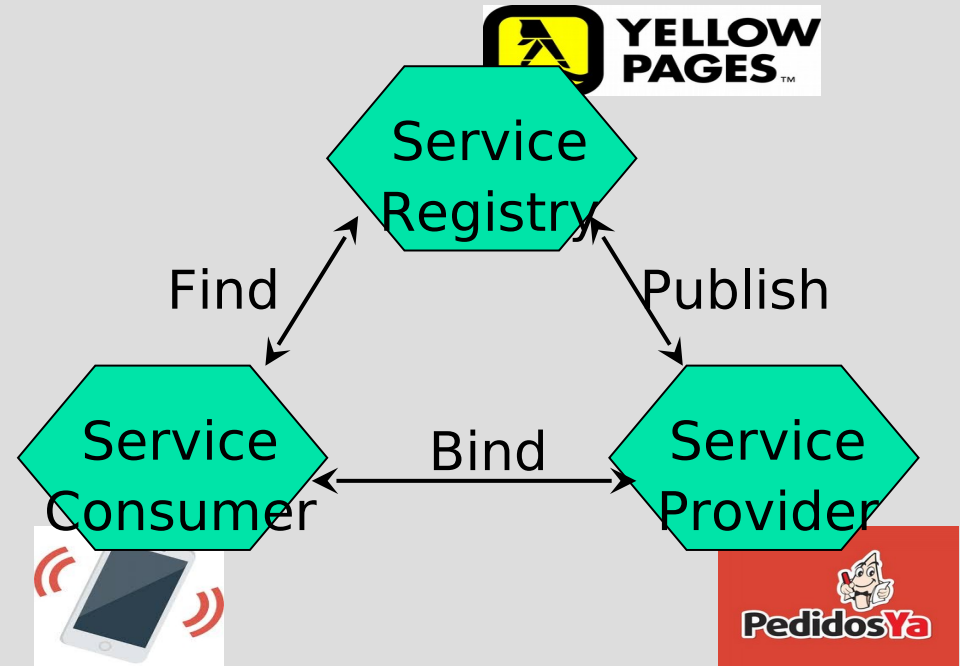 YELLOW
PAGES™
Service
Registry
Find
Publish
Service
Consumer
Bind
Service
Provider
PedidosYa